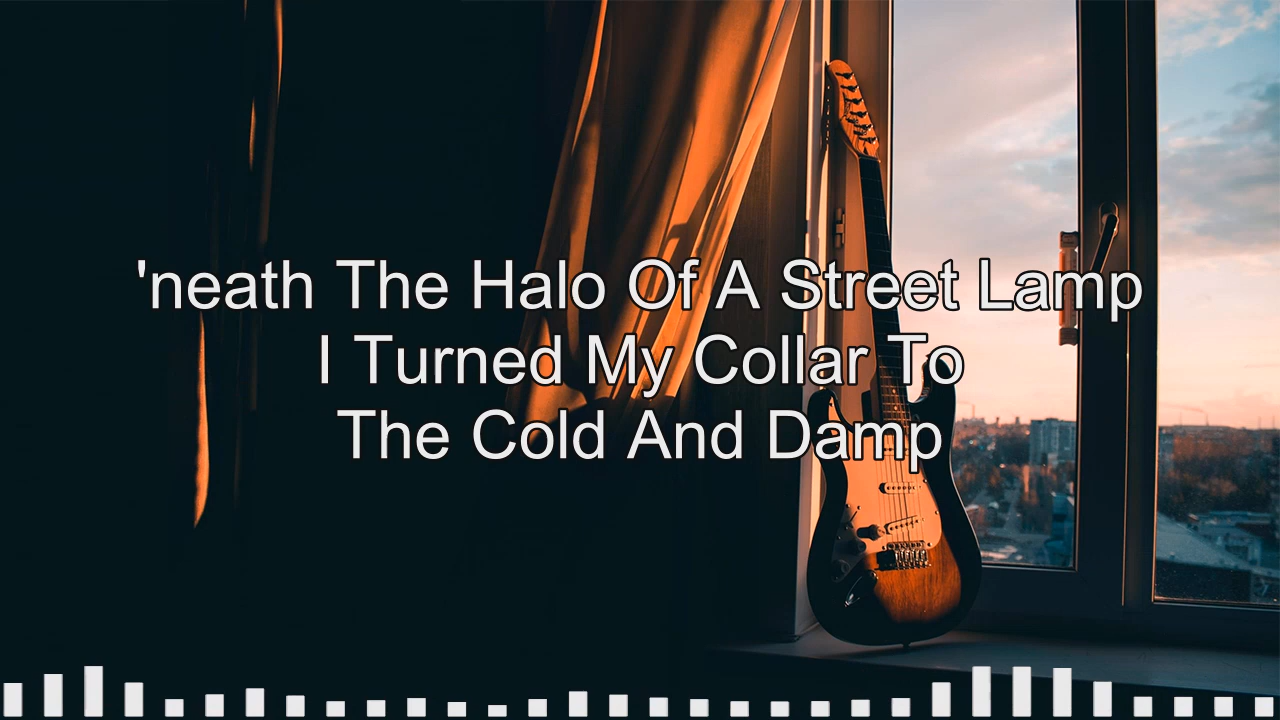 'neath The Halo Of A Street Lamp
I Turned My Collar To
The Cold And Damp